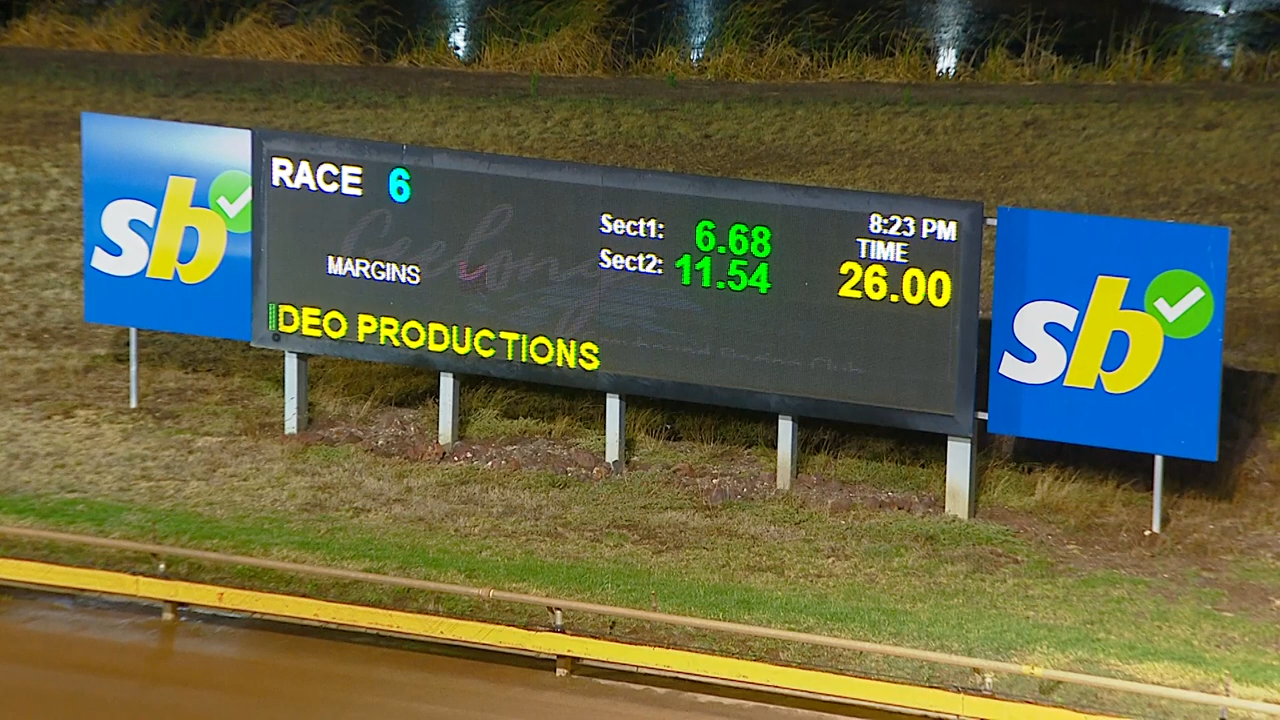 sb
RACE 6
8:23 PM
Sect1: 6.68
TIME
Sect2: 11.54
26.00
MARGINS
Geelong
DEO PRODUCTIONS
sb